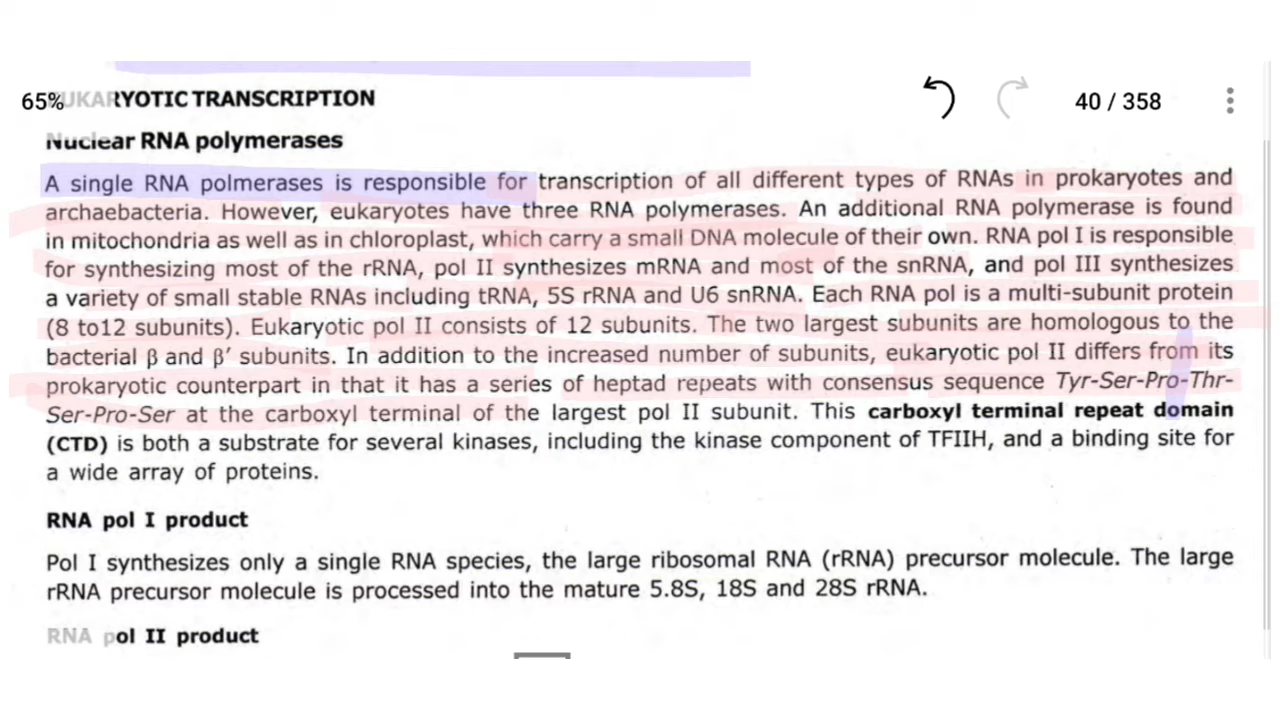 65%
EUKARYOTIC TRANSCRIPTION
40 / 358
Nuclear RNA polymerases
A single RNA polmerases is responsible for transcription of all different types of RNAs in prokaryotes and
archaebacteria. However, eukaryotes have three RNA polymerases. An additional RNA polymerase is found
in mitochondria as well as in chloroplast, which carry a small DNA molecule of their own. RNA pol I is responsible
for synthesizing most of the rRNA, pol II synthesizes mRNA and most of the snRNA, and pol III synthesizes
a variety of small stable RNAs including tRNA, 5S rRNA and U6 snRNA. Each RNA pol is a multi-subunit protein
(8 to12 subunits). Eukaryotic pol II consists of 12 subunits. The two largest subunits are homologous to the
bacterial β and β′ subunits. In addition to the increased number of subunits, eukaryotic pol II differs from its
prokaryotic counterpart in that it has a series of heptad repeats with consensus sequence Tyr-Ser-Pro-Thr-
Ser-Pro-Ser at the carboxyl terminal of the largest pol II subunit. This carboxyl terminal repeat domain
(CTD) is both a substrate for several kinases, including the kinase component of TFIIH, and a binding site for
a wide array of proteins.
RNA pol I product
Pol I synthesizes only a single RNA species, the large ribosomal RNA (rRNA) precursor molecule. The large
rRNA precursor molecule is processed into the mature 5.8S, 18S and 28S rRNA.
RNA pol II product